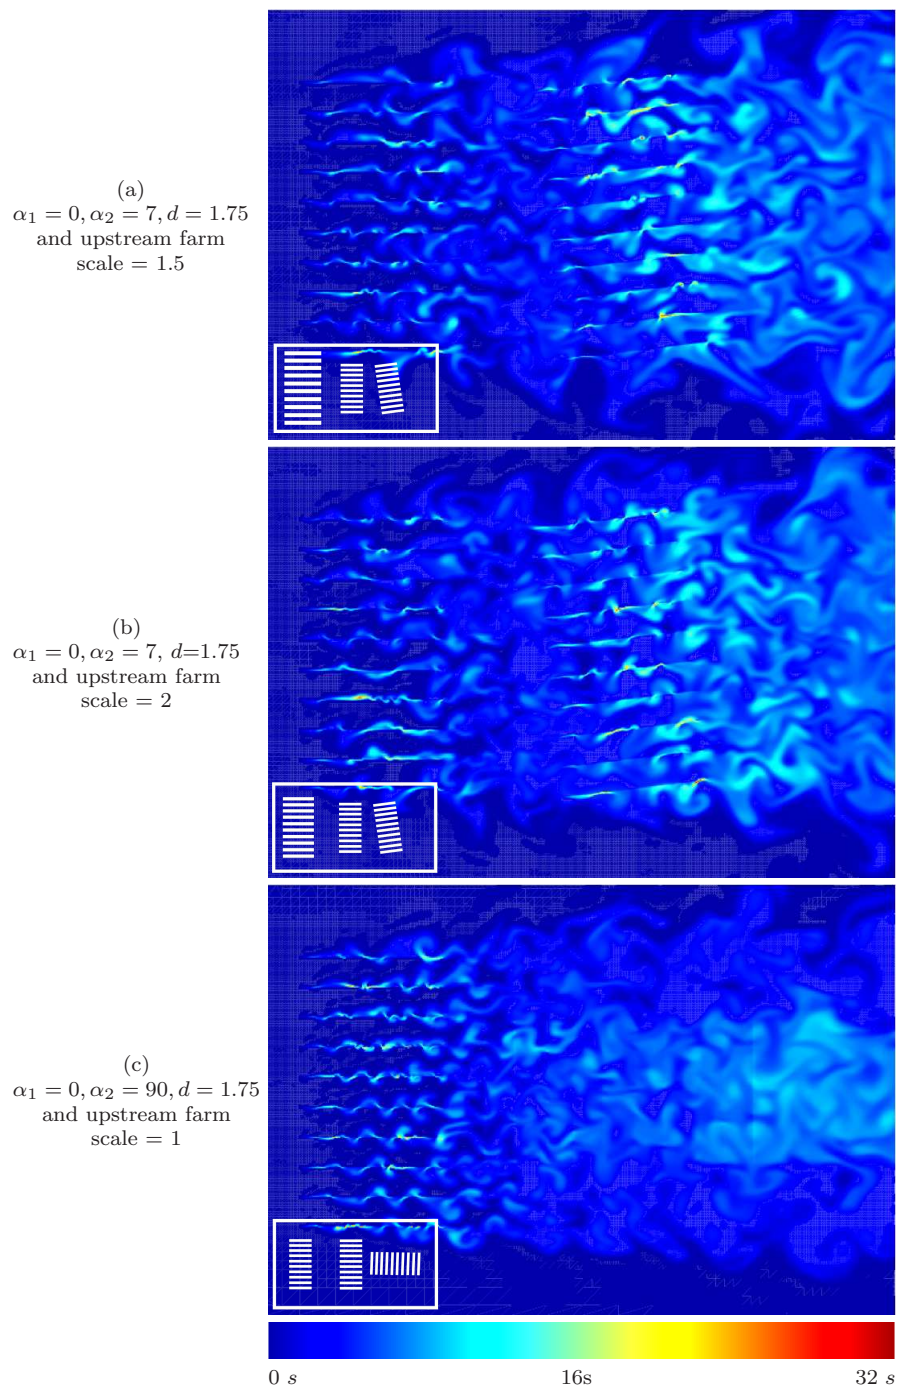 (a)
α₁ = 0, α₂ = 7, d = 1.75
and upstream farm
scale = 1.5
(b)
α₁ = 0, α₂ = 7, d=1.75
and upstream farm
scale = 2
(c)
α₁ = 0, α₂ = 90, d = 1.75
and upstream farm
scale = 1
0 s 16s 32 s